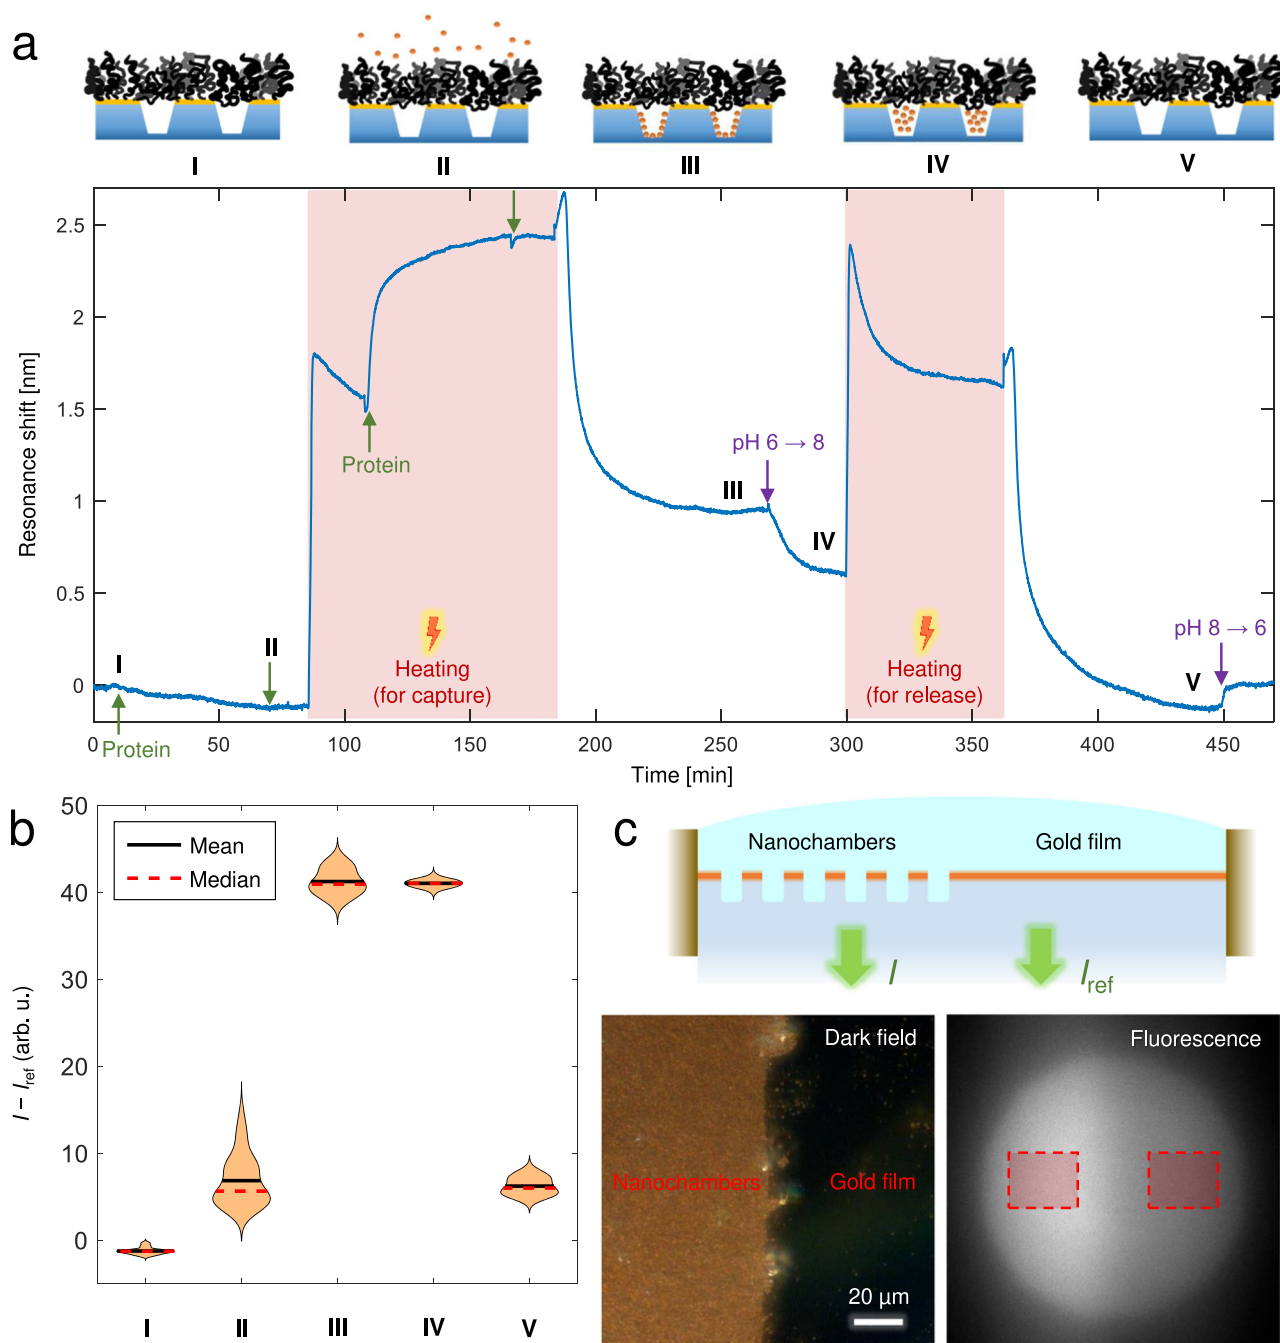 a
I II III IV V
Resonance shift [nm]
2.5
2
1.5
1
0.5
0
Protein
pH 6 → 8
III
IV
I
II
Heating
(for capture)
Heating
(for release)
pH 8 → 6
V
0 50 100 150 200 250 300 350 400 450
Protein
Time [min]
b
I – Iref (arb. u.)
50
40
30
20
10
0
Mean
Median
I II III IV V
c
Nanochambers Gold film
I Iref
Dark field
Nanochambers Gold film
20 µm
Fluorescence